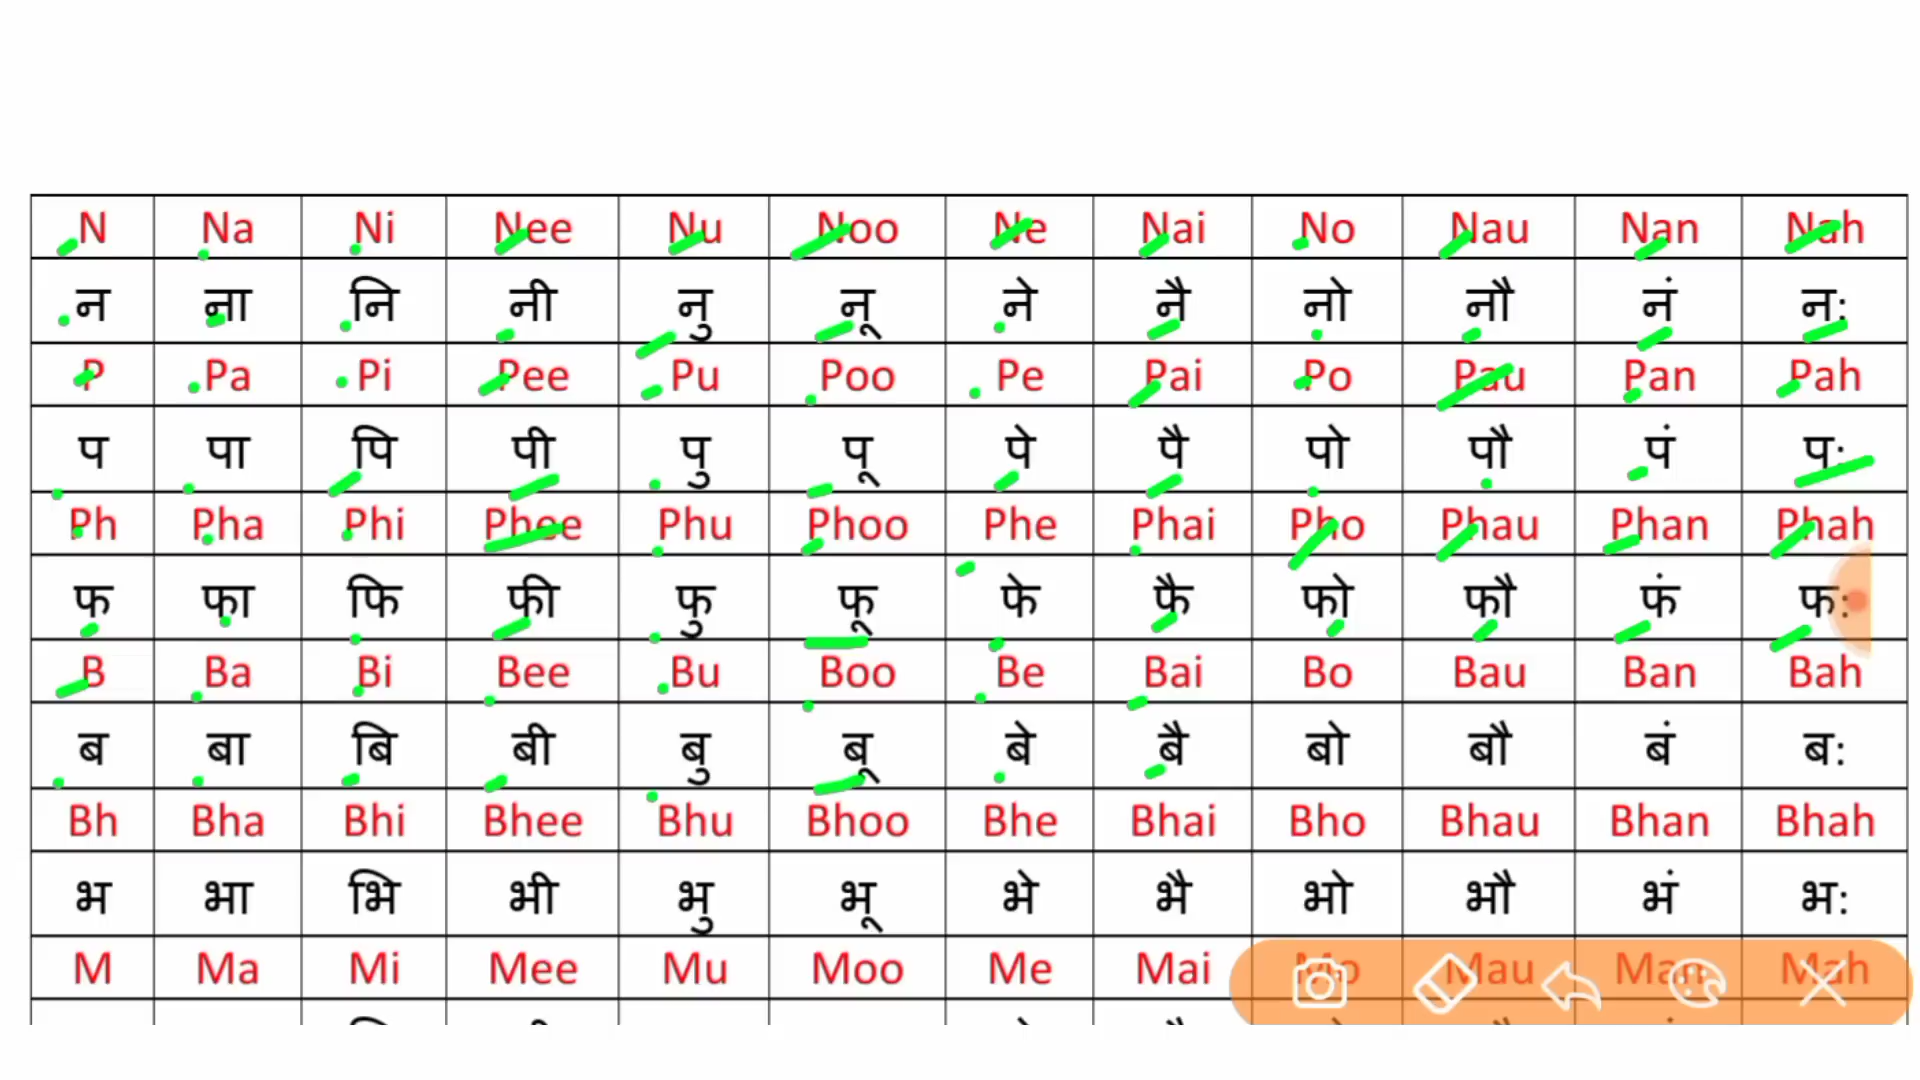 N Na Ni Nee Nu Noo Ne Nai No Nau Nan Nah
न ना नि नी नु नू ने नै नो नौ नं न:
P Pa Pi Pee Pu Poo Pe Pai Po Pau Pan Pah
प पा पि पी पु पू पे पै पो पौ पं प:
Ph Pha Phi Phee Phu Phoo Phe Phai Pho Phau Phan Phah
फ फा फि फी फु फू फे फै फो फौ फं फ:
B Ba Bi Bee Bu Boo Be Bai Bo Bau Ban Bah
ब बा बि बी बु बू बे बै बो बौ बं ब:
Bh Bha Bhi Bhee Bhu Bhoo Bhe Bhai Bho Bhau Bhan Bhah
भ भा भि भी भु भू भे भै भो भौ भं भ:
M Ma Mi Mee Mu Moo Me Mai Mo Mau Man Mah